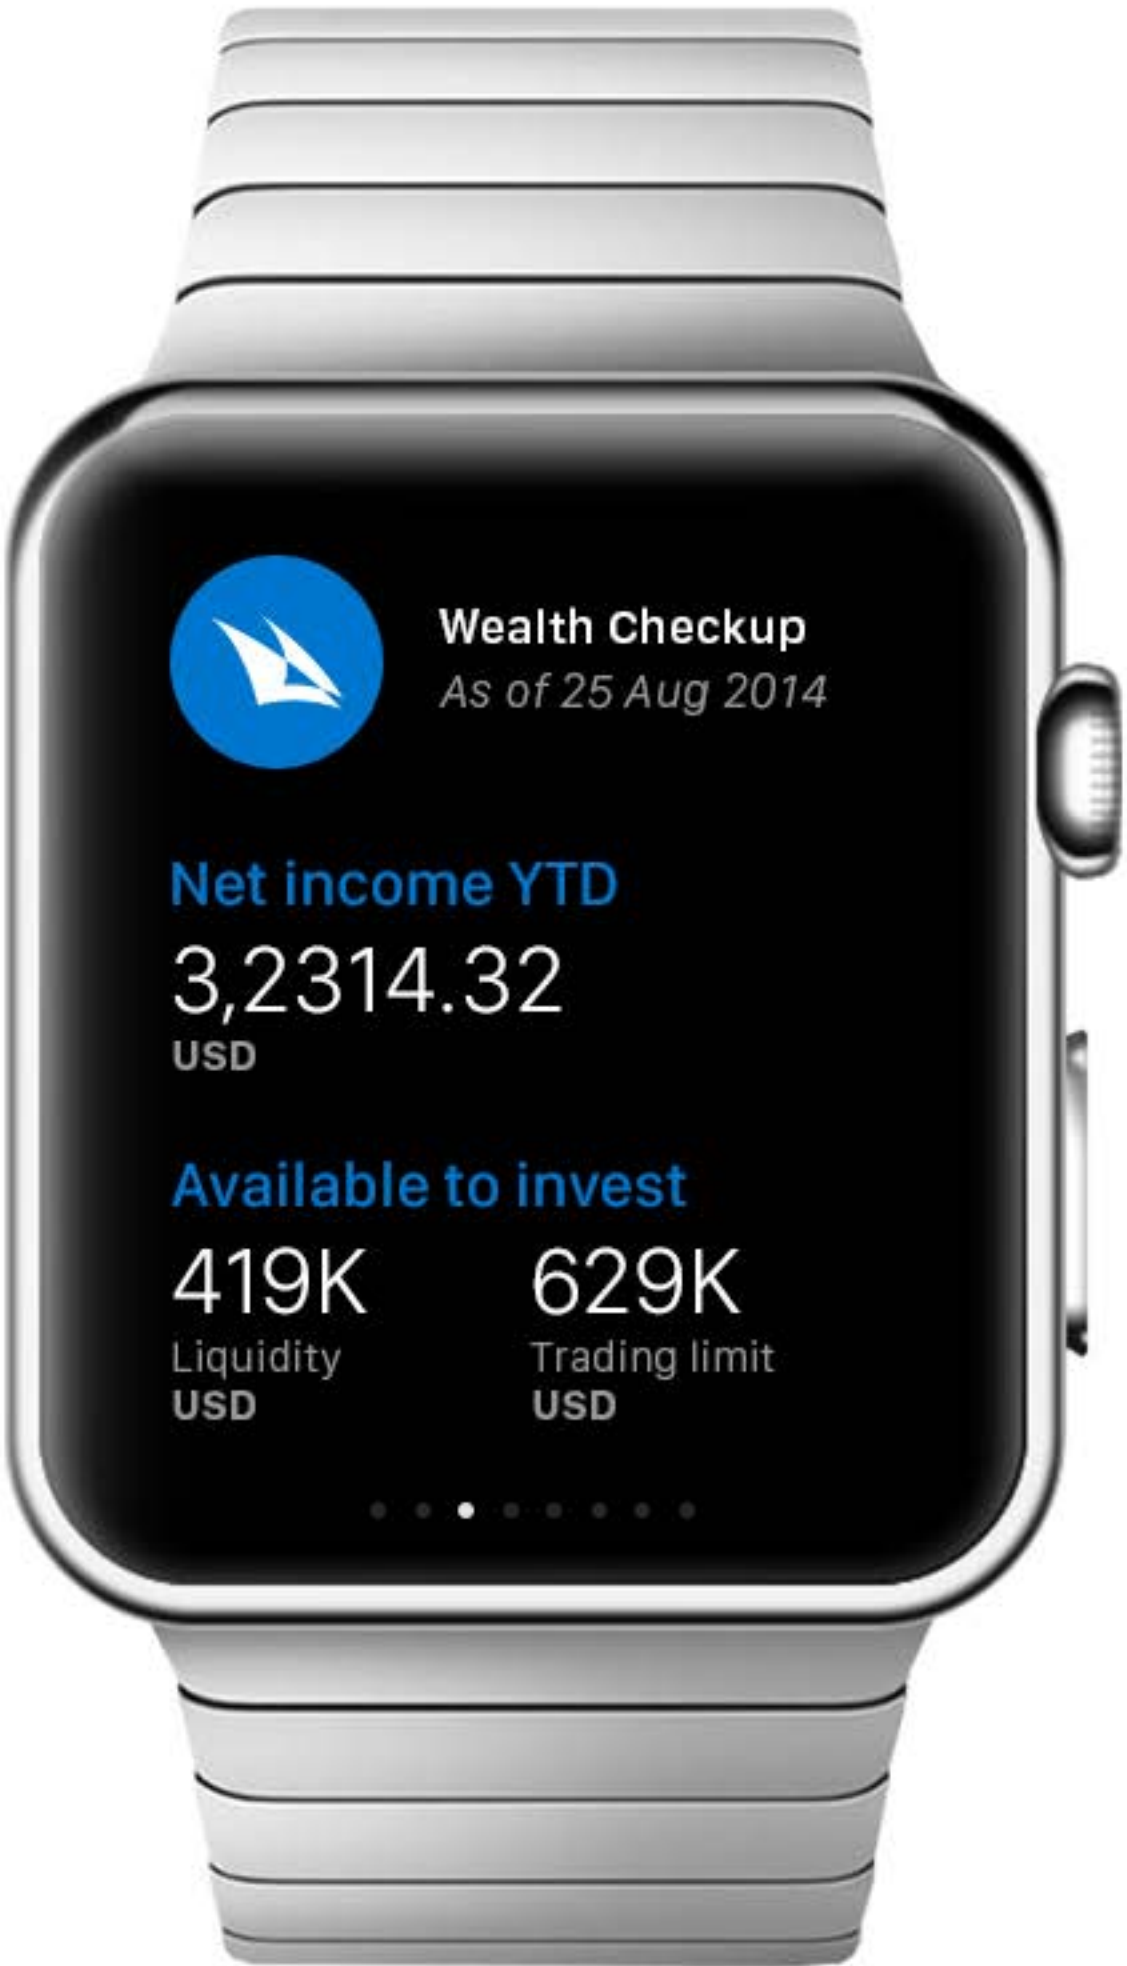 Wealth Checkup
As of 25 Aug 2014
Net income YTD
3,2314.32
USD
Available to invest
419K 629K
Liquidity Trading limit
USD USD